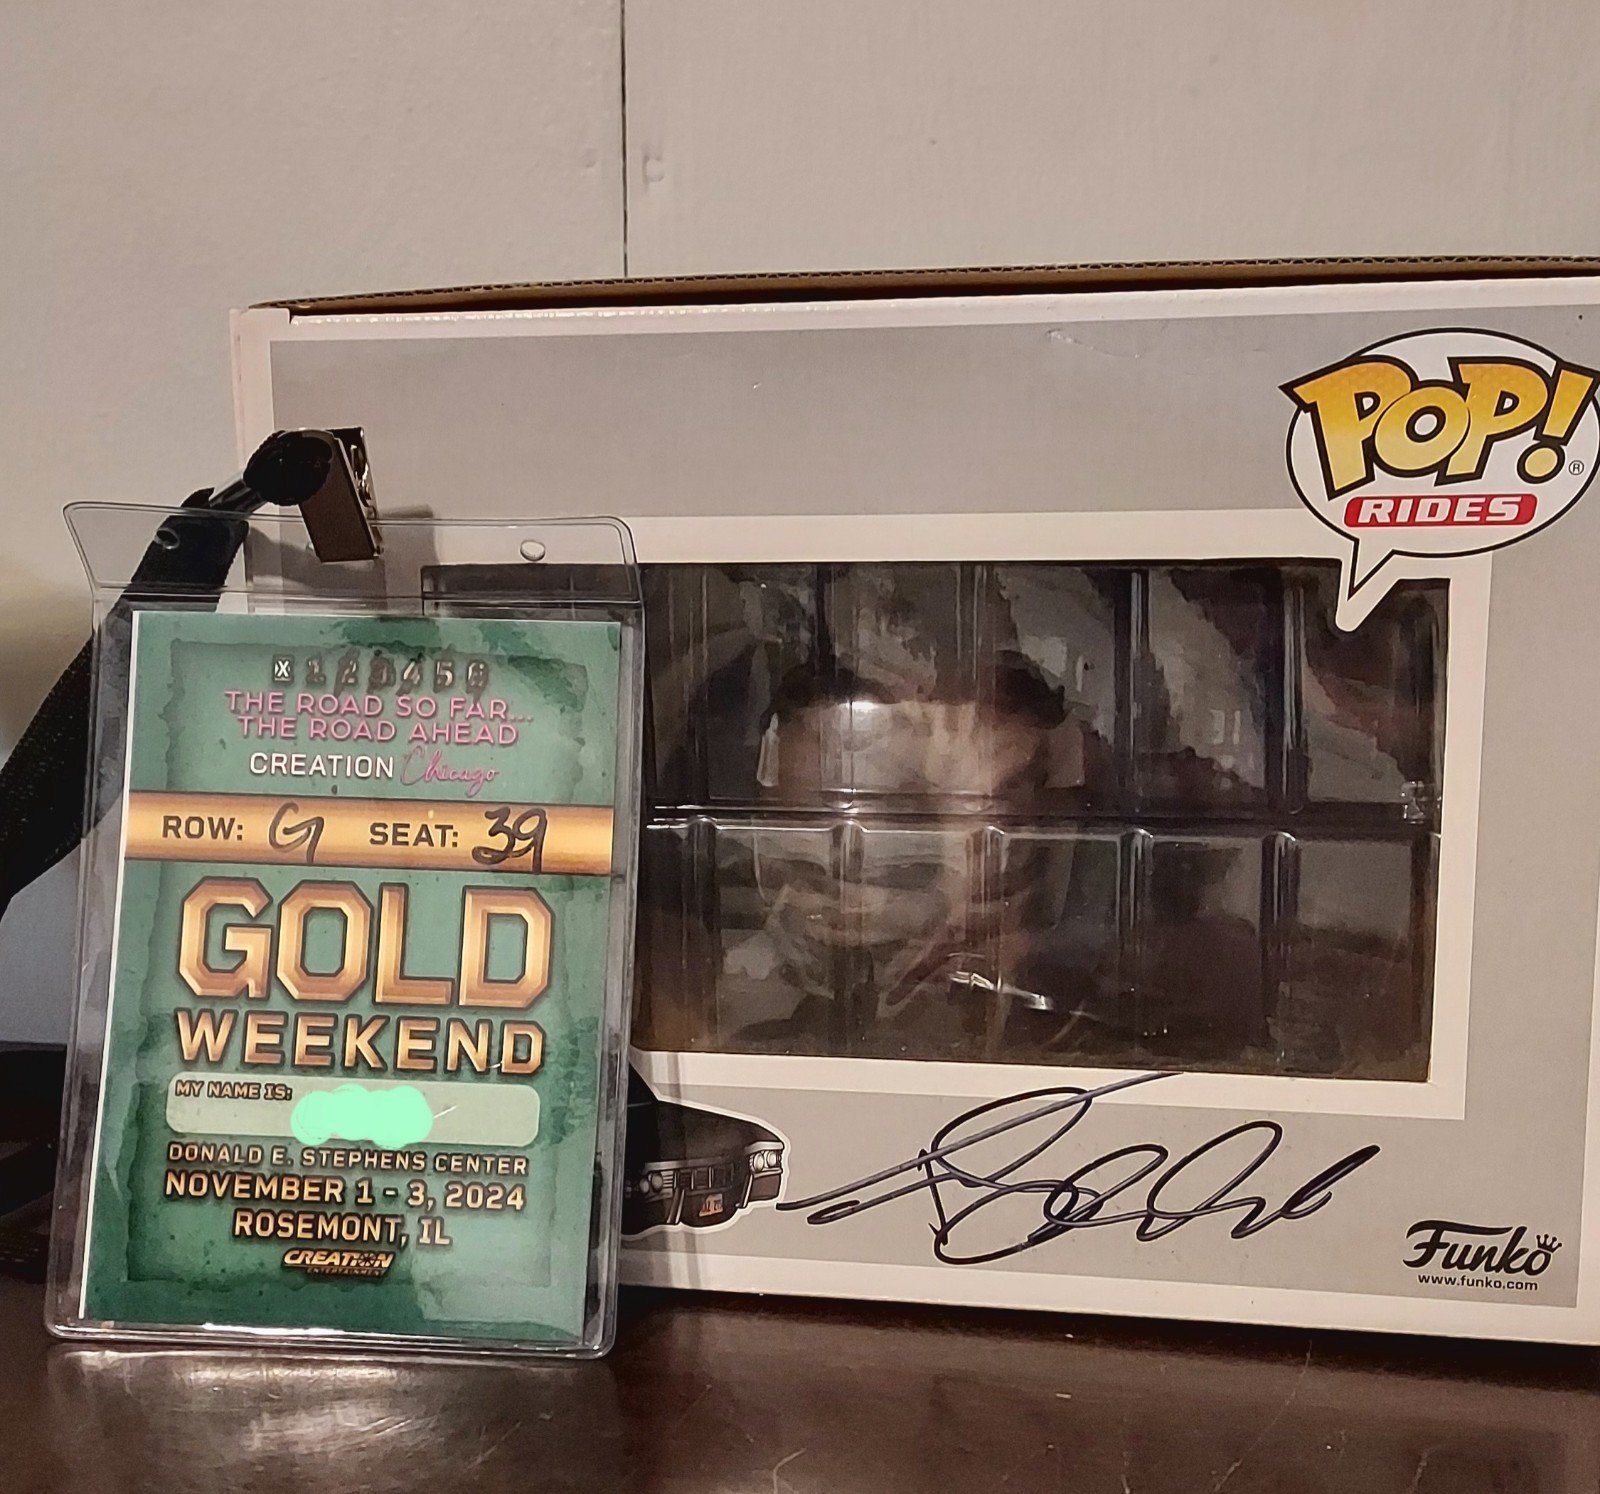 THE ROAD SO FAR...
THE ROAD AHEAD
CREATION Chicago
ROW: G SEAT: 39
GOLD
WEEKEND
MY NAME IS:
DONALD E. STEPHENS CENTER
NOVEMBER 1 - 3, 2024
ROSEMONT, IL
CREATION
ENTERTAINMENT
POP!
®
RIDES
Funko
www.funko.com